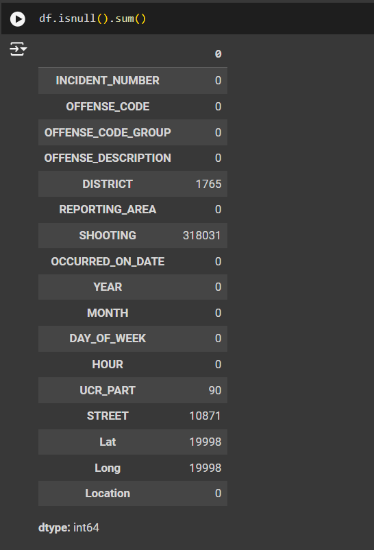 df.isnull().sum()
0
INCIDENT_NUMBER 0
OFFENSE_CODE 0
OFFENSE_CODE_GROUP 0
OFFENSE_DESCRIPTION 0
DISTRICT 1765
REPORTING_AREA 0
SHOOTING 318031
OCCURRED_ON_DATE 0
YEAR 0
MONTH 0
DAY_OF_WEEK 0
HOUR 0
UCR_PART 90
STREET 10871
Lat 19998
Long 19998
Location 0
dtype: int64